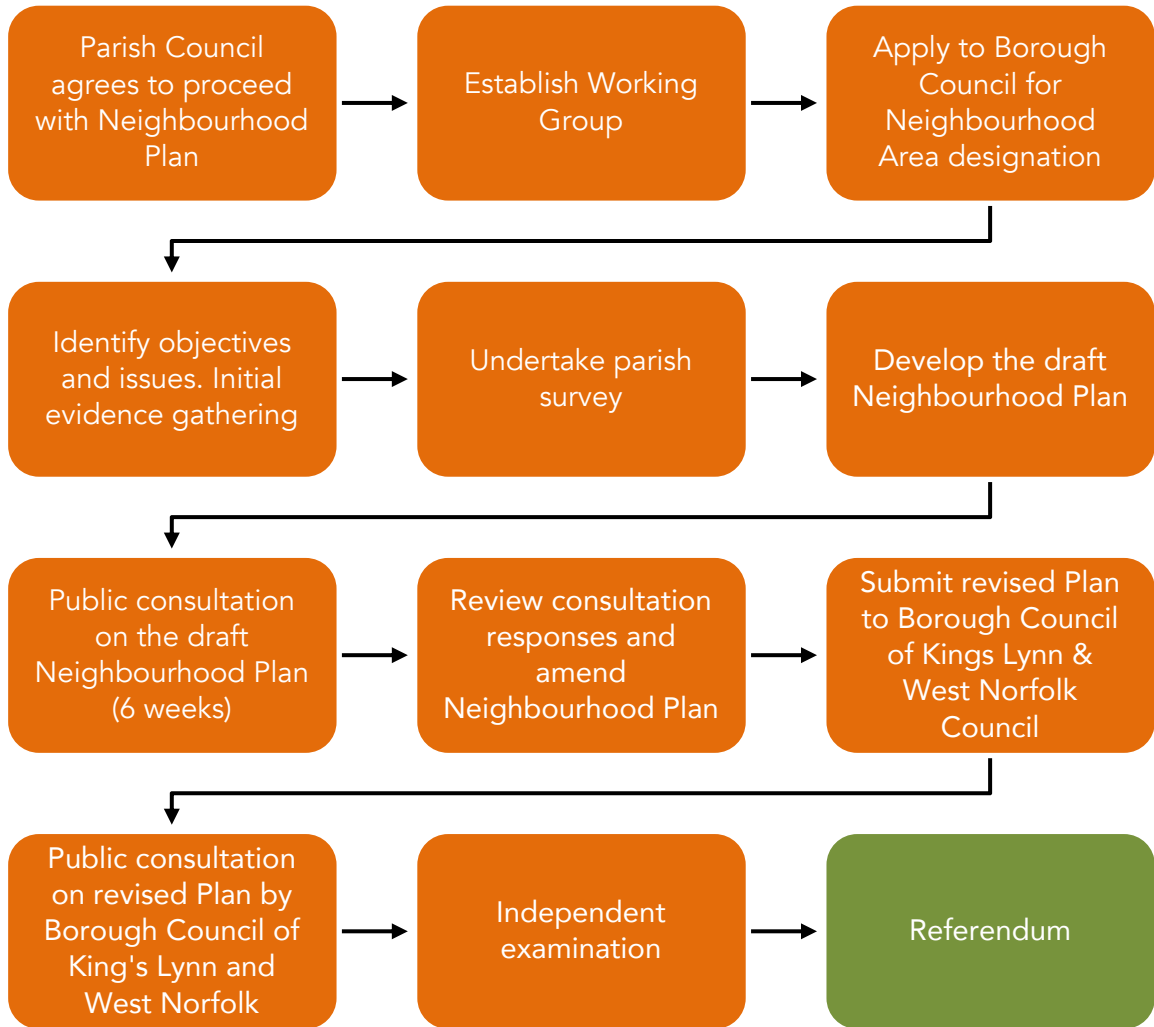 Parish Council
agrees to proceed
with Neighbourhood
Plan
Establish Working
Group
Apply to Borough
Council for
Neighbourhood
Area designation
Identify objectives
and issues. Initial
evidence gathering
Undertake parish
survey
Develop the draft
Neighbourhood Plan
Public consultation
on the draft
Neighbourhood Plan
(6 weeks)
Review consultation
responses and
amend
Neighbourhood Plan
Submit revised Plan
to Borough Council
of Kings Lynn &
West Norfolk
Council
Public consultation
on revised Plan by
Borough Council of
King's Lynn and
West Norfolk
Independent
examination
Referendum